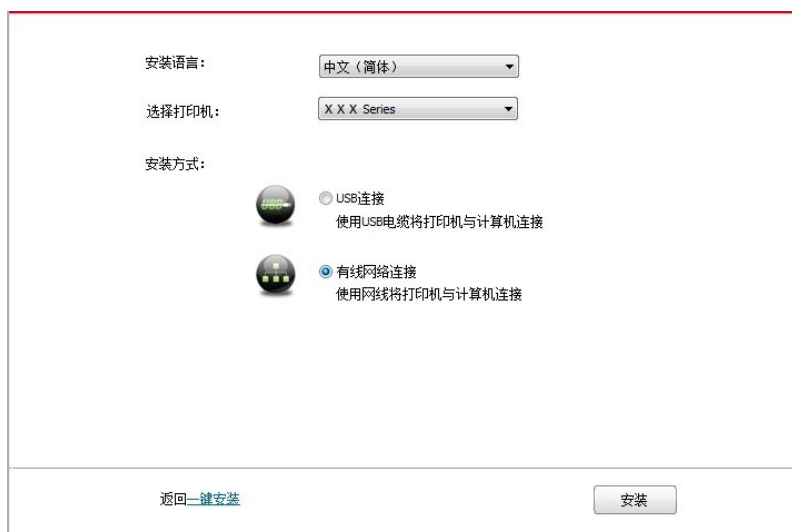 安装语言： 中文（简体）
选择打印机： X X X Series
安装方式：
USB
USB连接
使用USB电缆将打印机与计算机连接
有线网络连接
使用网线将打印机与计算机连接
返回一键安装 安装